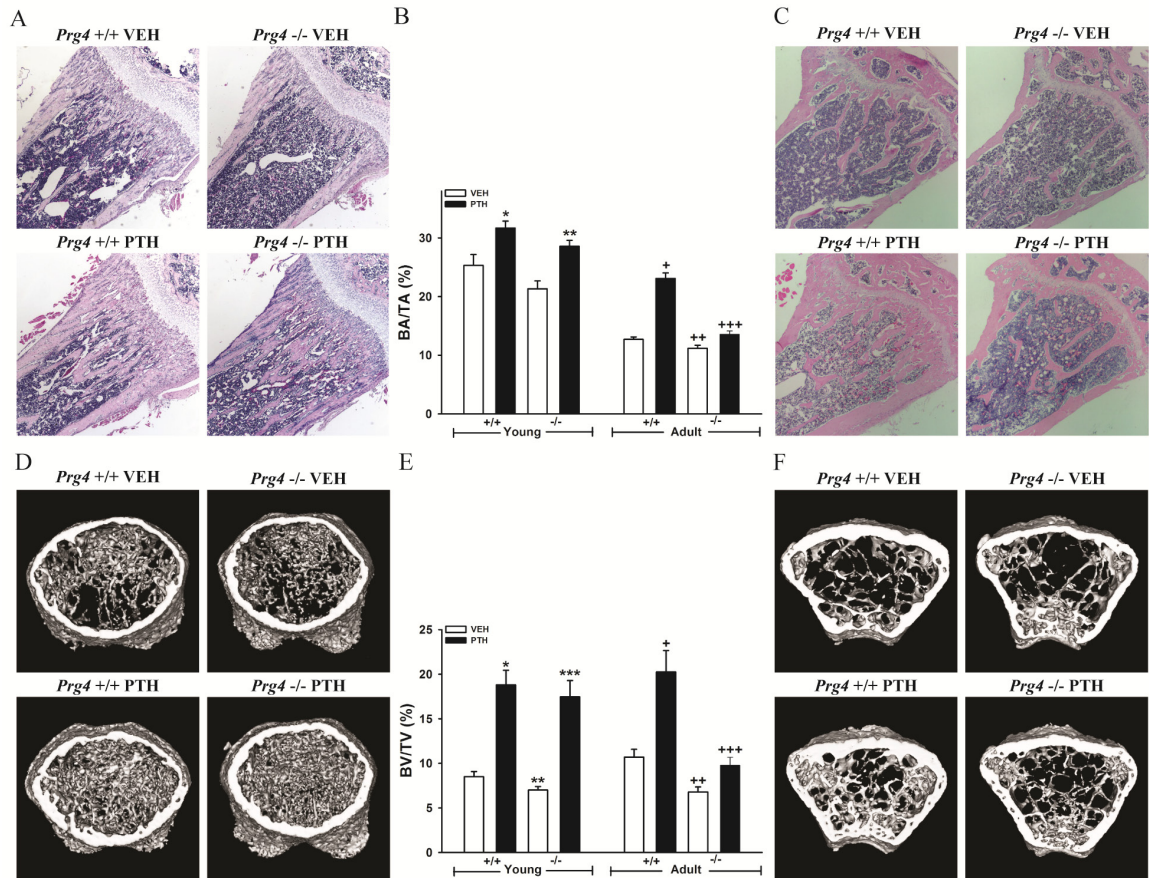 A
Prg4 +/+ VEH
Prg4 -/- VEH
Prg4 +/+ PTH
Prg4 -/- PTH
B
VEH
PTH
BA/TA (%)
30
20
10
0
*
**
+
++
+++
+/+
-/-
+/+
-/-
Young
Adult
C
Prg4 +/+ VEH
Prg4 -/- VEH
Prg4 +/+ PTH
Prg4 -/- PTH
D
Prg4 +/+ VEH
Prg4 -/- VEH
Prg4 +/+ PTH
Prg4 -/- PTH
E
VEH
PTH
BV/TV (%)
25
20
15
10
5
0
*
**
***
+
++
+++
+/+
-/-
+/+
-/-
Young
Adult
F
Prg4 +/+ VEH
Prg4 -/- VEH
Prg4 +/+ PTH
Prg4 -/- PTH